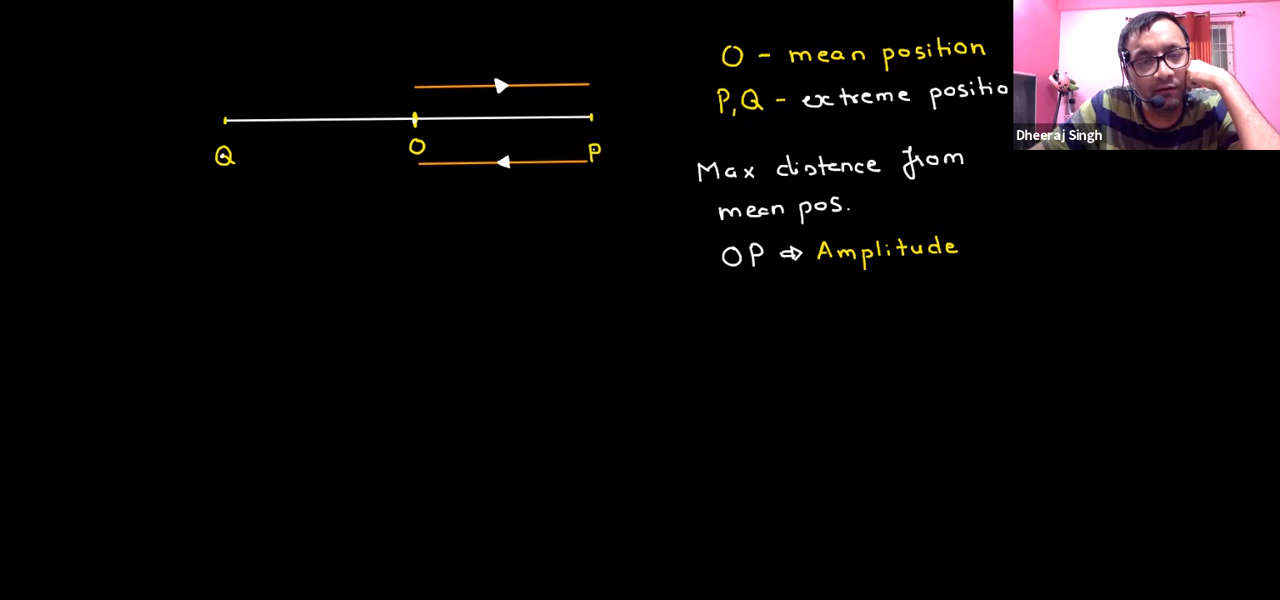 O - mean position
P,Q - extreme positio
Max distence from
mean pos.
OP ⇒ Amplitude
Q
O
P
Dheeraj Singh